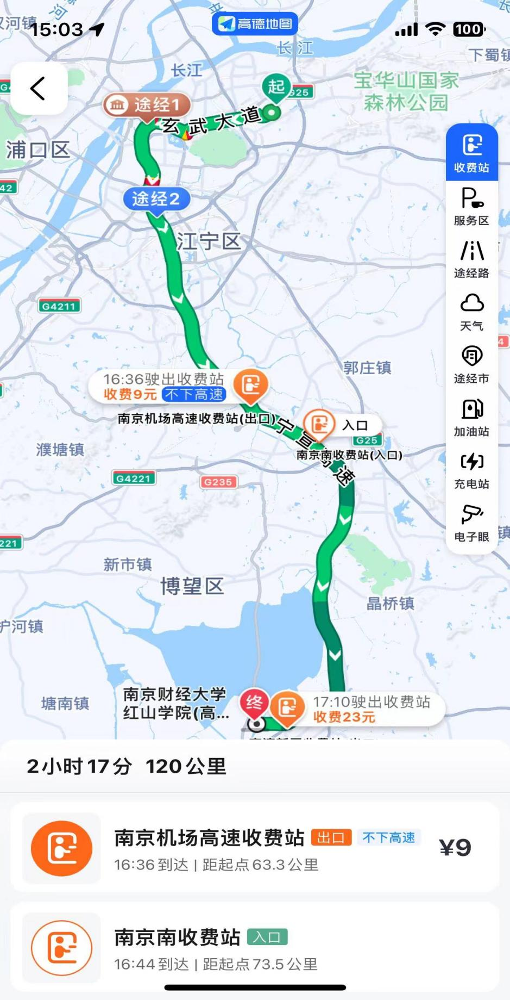 15:03
高德地图
100
长江
下蜀镇
长江
起
G25
宝华山国家
森林公园
途经1
玄武大道
浦口区
收费站
42
途经2
服务区
江宁区
途经路
G4211
天气
4
郭庄镇
途经市
16:36驶出收费站
收费9元 不下高速
南京机场高速收费站(出口)
宁宣高速
入口
G25
南京南收费站(入口)
加油站
濮塘镇
G4221
G235
充电站
电子眼
221
新市镇
博望区
晶桥镇
护河镇
塘南镇
南京财经大学
红山学院(高...
终
17:10驶出收费站
收费23元
2小时17分 120公里
南京机场高速收费站 出口 不下高速 ¥9
16:36到达 | 距起点63.3公里
南京南收费站 入口
16:44到达 | 距起点73.5公里